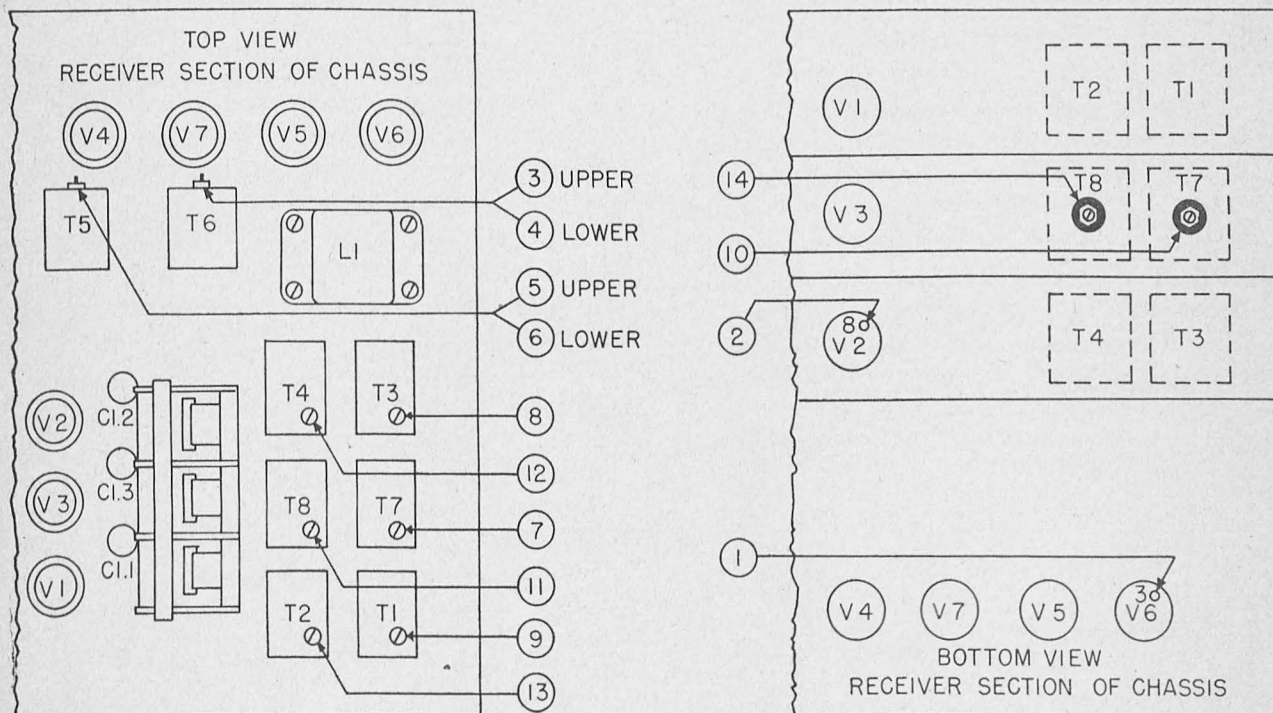 TOP VIEW
RECEIVER SECTION OF CHASSIS
V4 V7 V5 V6
T5 T6 L1
3 UPPER
4 LOWER
5 UPPER
6 LOWER
V2 C1.2 T4 T3 8
12
V3 C1.3 T8 T7 7
11
V1 C1.1 T2 T1 9
13
V1 T2 T1
14 V3 T8 T7
10
2 8 V2 T4 T3
1
V4 V7 V5 3 V6
BOTTOM VIEW
RECEIVER SECTION OF CHASSIS